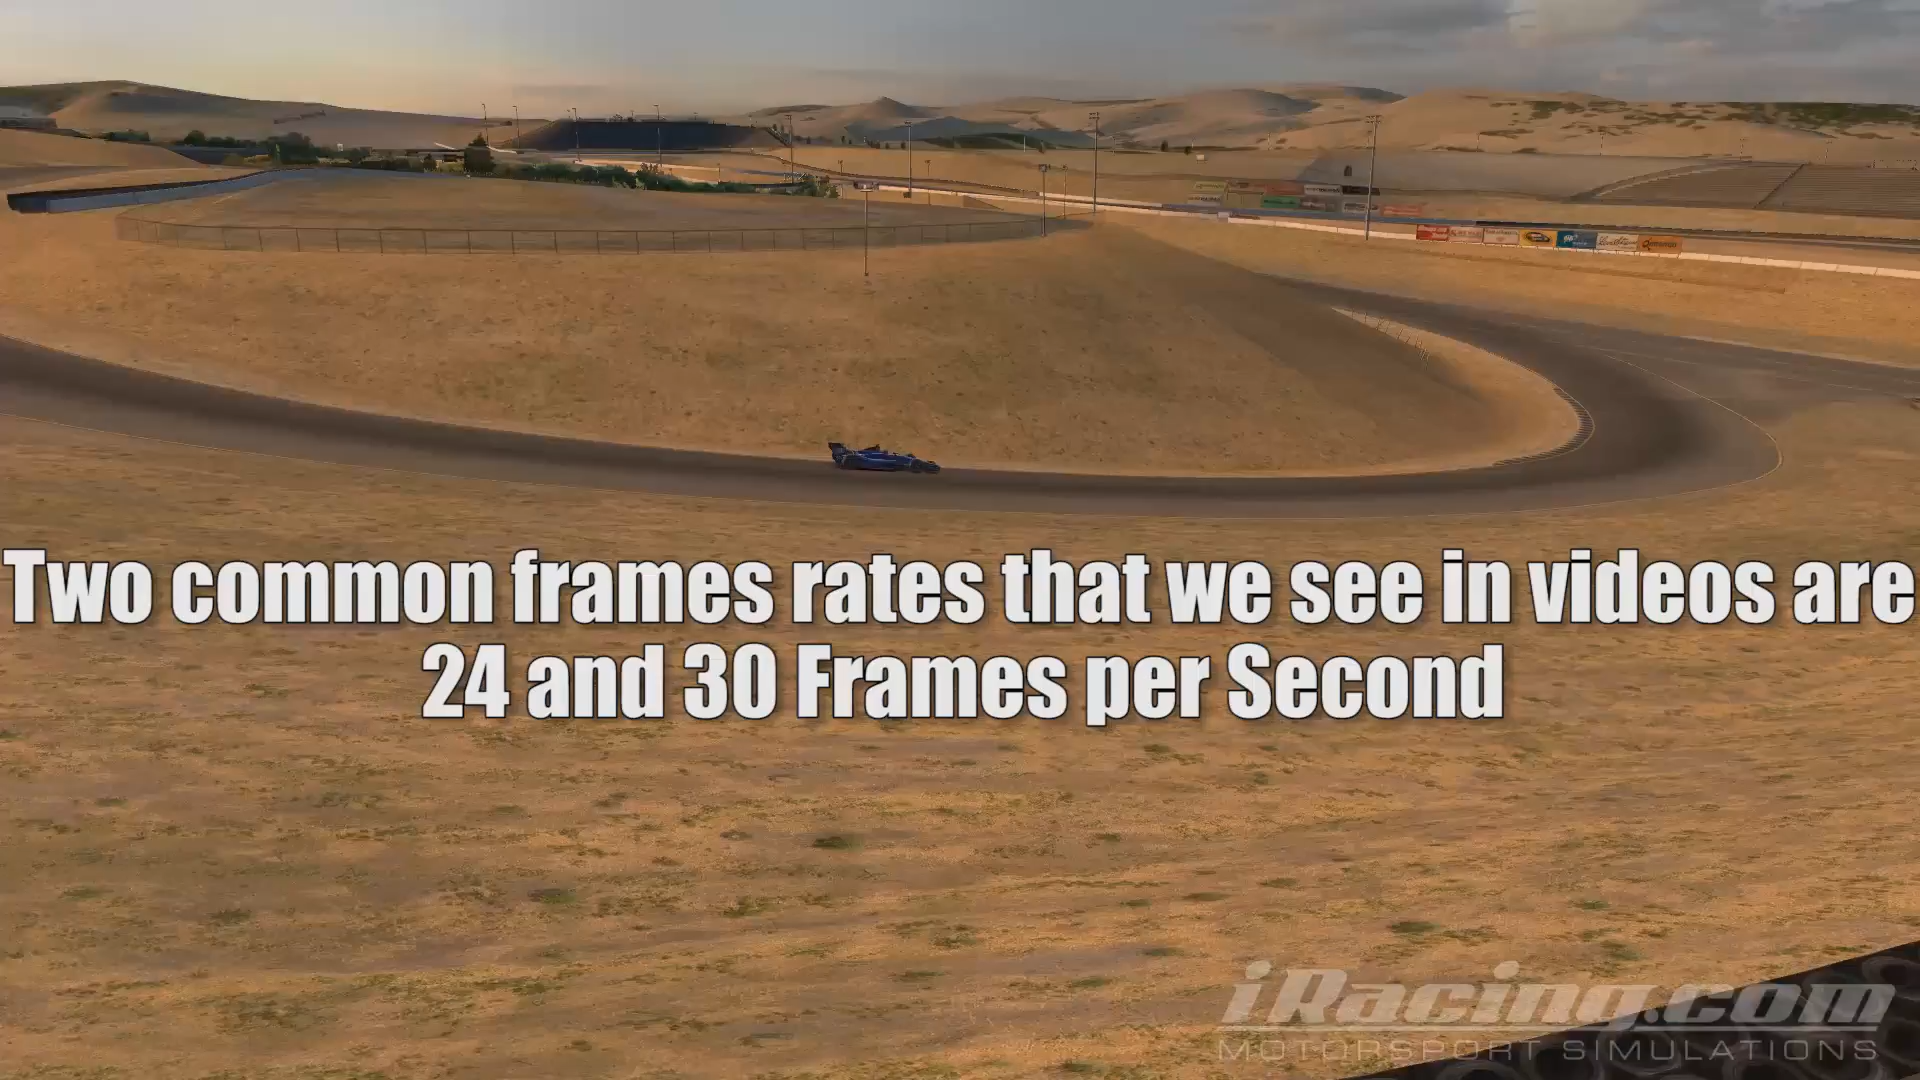 Two common frames rates that we see in videos are
24 and 30 Frames per Second
iRacing.com
MOTORSPORT SIMULATIONS